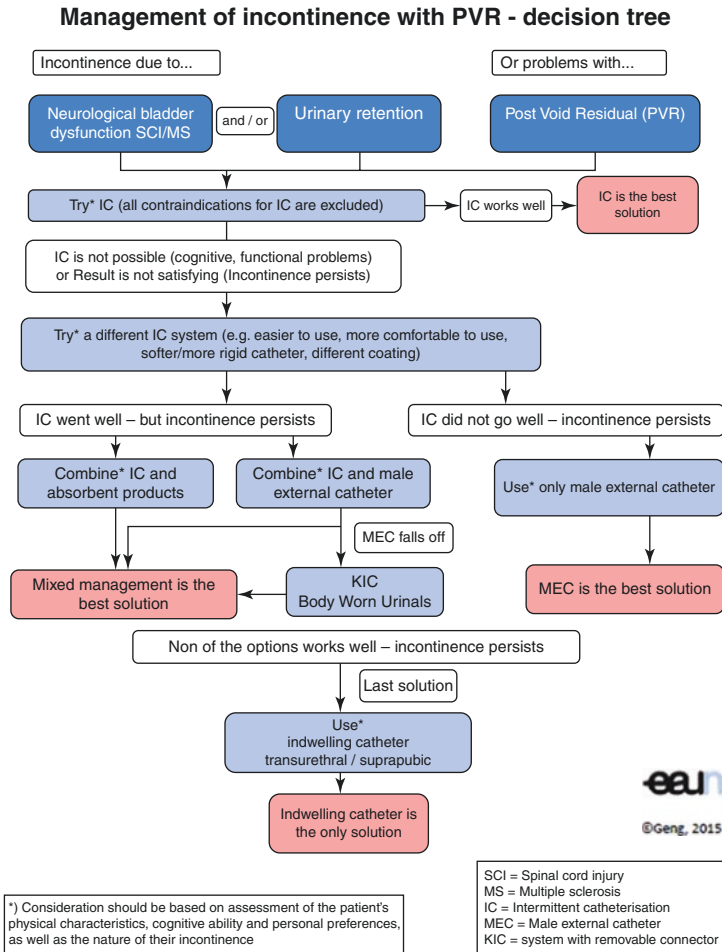 Management of incontinence with PVR - decision tree
Incontinence due to...
Or problems with...
Neurological bladder
dysfunction SCI/MS
and / or
Urinary retention
Post Void Residual (PVR)
Try* IC (all contraindications for IC are excluded)
IC works well
IC is the best
solution
IC is not possible (cognitive, functional problems)
or Result is not satisfying (Incontinence persists)
Try* a different IC system (e.g. easier to use, more comfortable to use,
softer/more rigid catheter, different coating)
IC went well – but incontinence persists
IC did not go well – incontinence persists
Combine* IC and
absorbent products
Combine* IC and male
external catheter
Use* only male external catheter
MEC falls off
Mixed management is the
best solution
KIC
Body Worn Urinals
MEC is the best solution
Non of the options works well – incontinence persists
Last solution
Use*
indwelling catheter
transurethral / suprapubic
Indwelling catheter is
the only solution
eaun
©Geng, 2015
*) Consideration should be based on assessment of the patient's
physical characteristics, cognitive ability and personal preferences,
as well as the nature of their incontinence
SCI = Spinal cord injury
MS = Multiple sclerosis
IC = Intermittent catheterisation
MEC = Male external catheter
KIC = system with removable connector